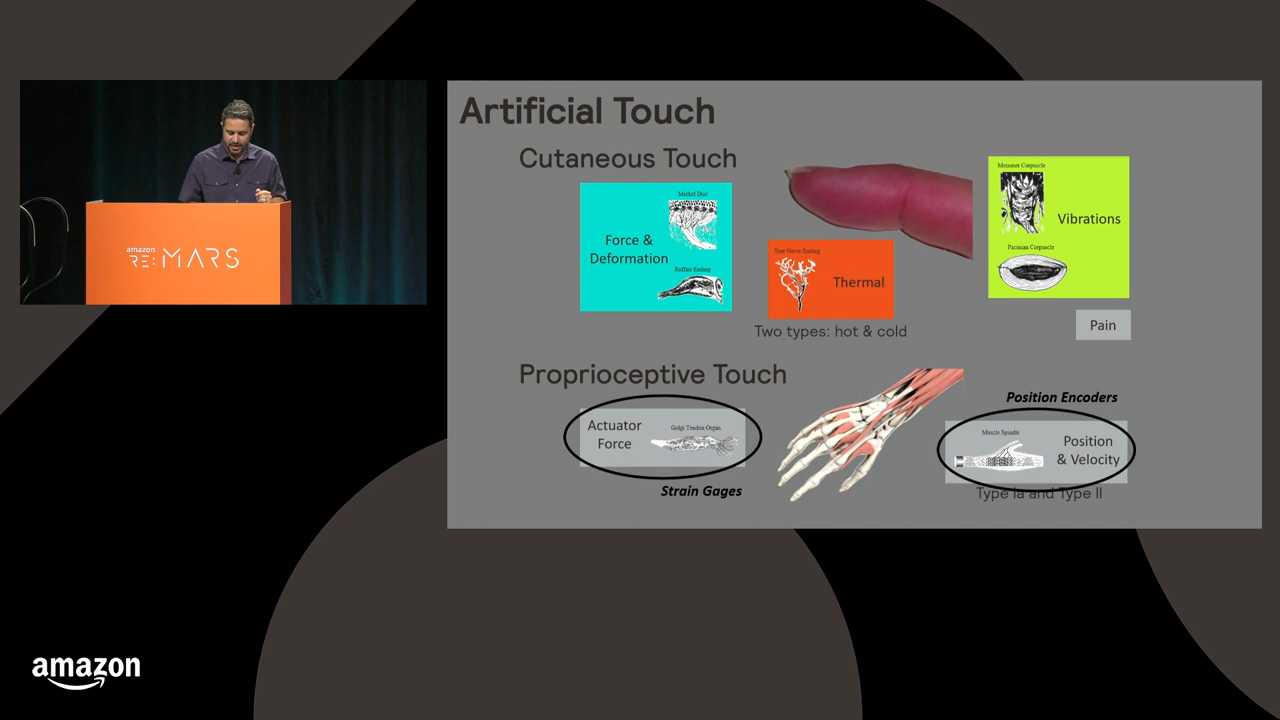 Artificial Touch
Cutaneous Touch
Merkel Disc
Force &
Deformation
Ruffini Ending
Free Nerve Ending
Thermal
Two types: hot & cold
Meissner Corpuscle
Vibrations
Pacinian Corpuscle
Pain
Proprioceptive Touch
Actuator
Force
Golgi Tendon Organ
Strain Gages
Position Encoders
Muscle Spindle
Position
& Velocity
Type Ia and Type II
amazon
RE:MARS
amazon